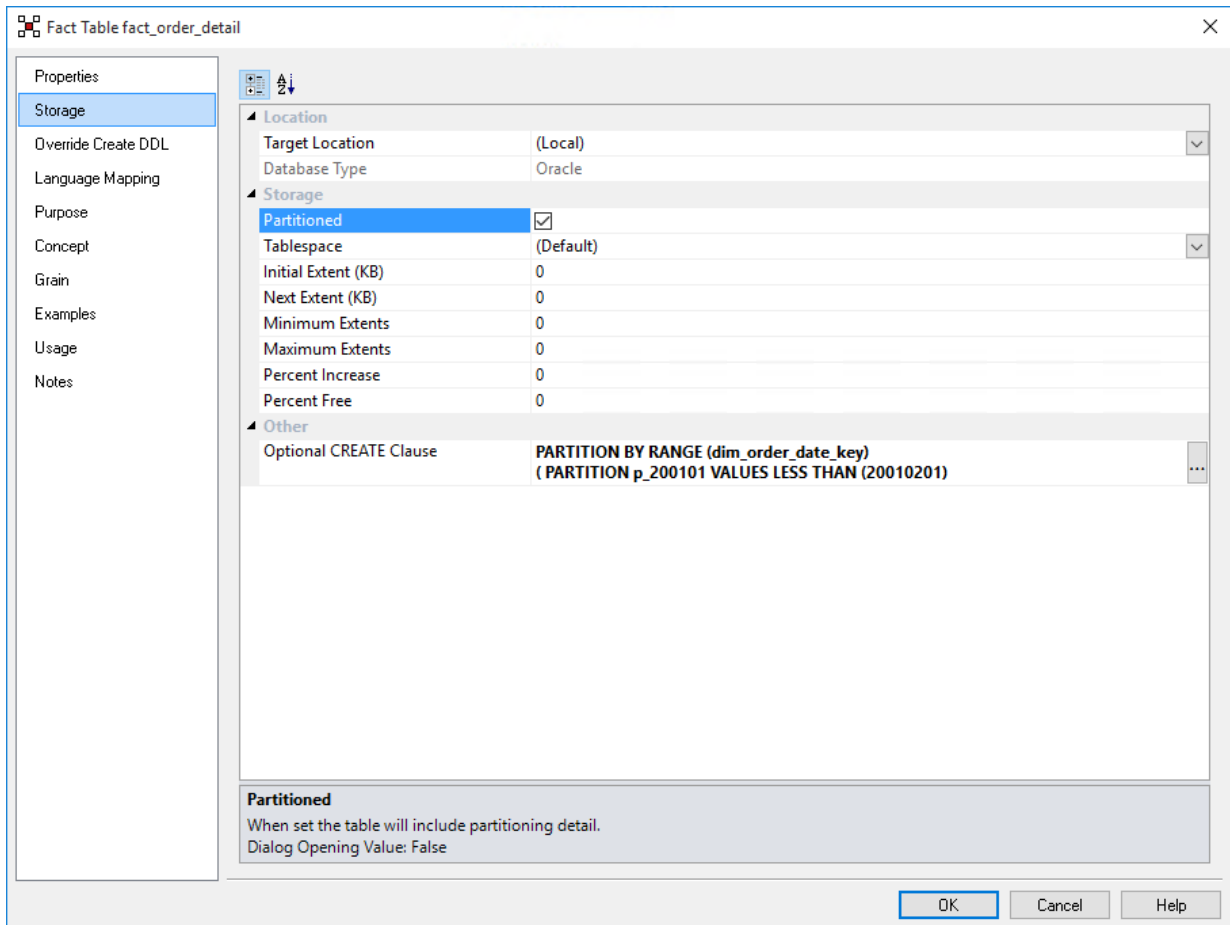 Fact Table fact_order_detail
Properties
Storage
Override Create DDL
Language Mapping
Purpose
Concept
Grain
Examples
Usage
Notes
Location
Target Location (Local)
Database Type Oracle
Storage
Partitioned
Tablespace (Default)
Initial Extent (KB) 0
Next Extent (KB) 0
Minimum Extents 0
Maximum Extents 0
Percent Increase 0
Percent Free 0
Other
Optional CREATE Clause PARTITION BY RANGE (dim_order_date_key)
( PARTITION p_200101 VALUES LESS THAN (20010201)
...
Partitioned
When set the table will include partitioning detail.
Dialog Opening Value: False
OK Cancel Help